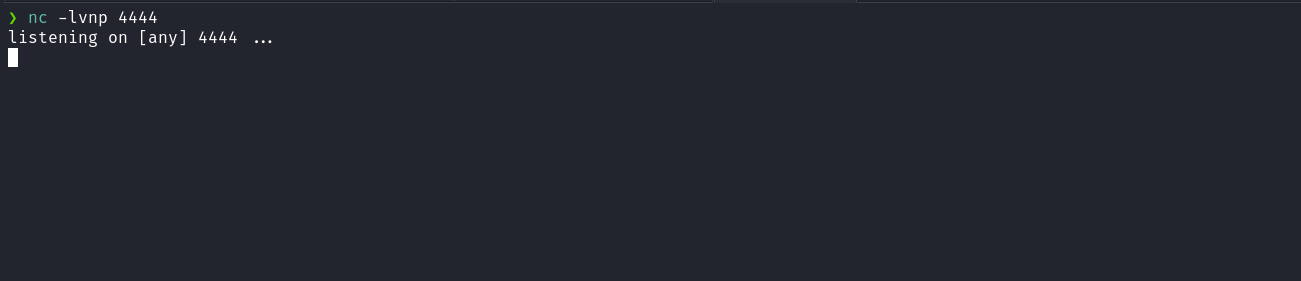 ❯ nc -lvnp 4444
listening on [any] 4444 ...